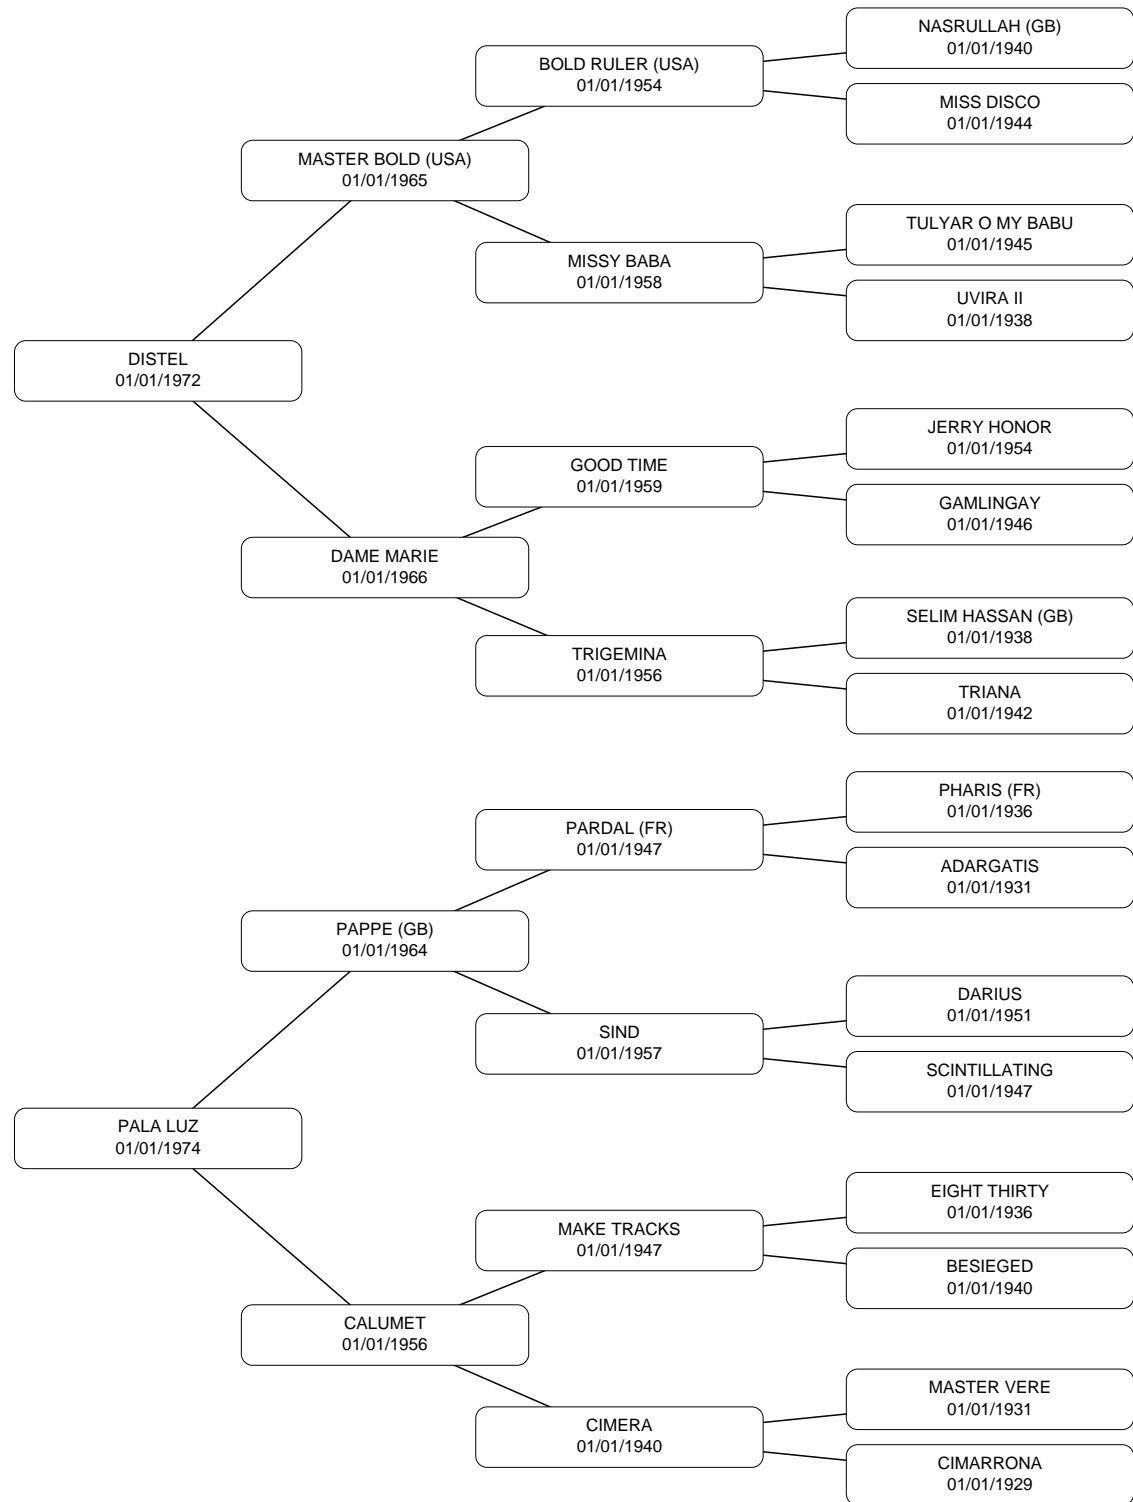 NASRULLAH (GB)
01/01/1940
BOLD RULER (USA)
01/01/1954
MISS DISCO
01/01/1944
MASTER BOLD (USA)
01/01/1965
TULYAR O MY BABU
01/01/1945
MISSY BABA
01/01/1958
UVIRA II
01/01/1938
DISTEL
01/01/1972
JERRY HONOR
01/01/1954
GOOD TIME
01/01/1959
GAMLINGAY
01/01/1946
DAME MARIE
01/01/1966
SELIM HASSAN (GB)
01/01/1938
TRIGEMINA
01/01/1956
TRIANA
01/01/1942
PHARIS (FR)
01/01/1936
PARDAL (FR)
01/01/1947
ADARGATIS
01/01/1931
PAPPE (GB)
01/01/1964
DARIUS
01/01/1951
SIND
01/01/1957
SCINTILLATING
01/01/1947
PALA LUZ
01/01/1974
EIGHT THIRTY
01/01/1936
MAKE TRACKS
01/01/1947
BESIEGED
01/01/1940
CALUMET
01/01/1956
MASTER VERE
01/01/1931
CIMERA
01/01/1940
CIMARRONA
01/01/1929